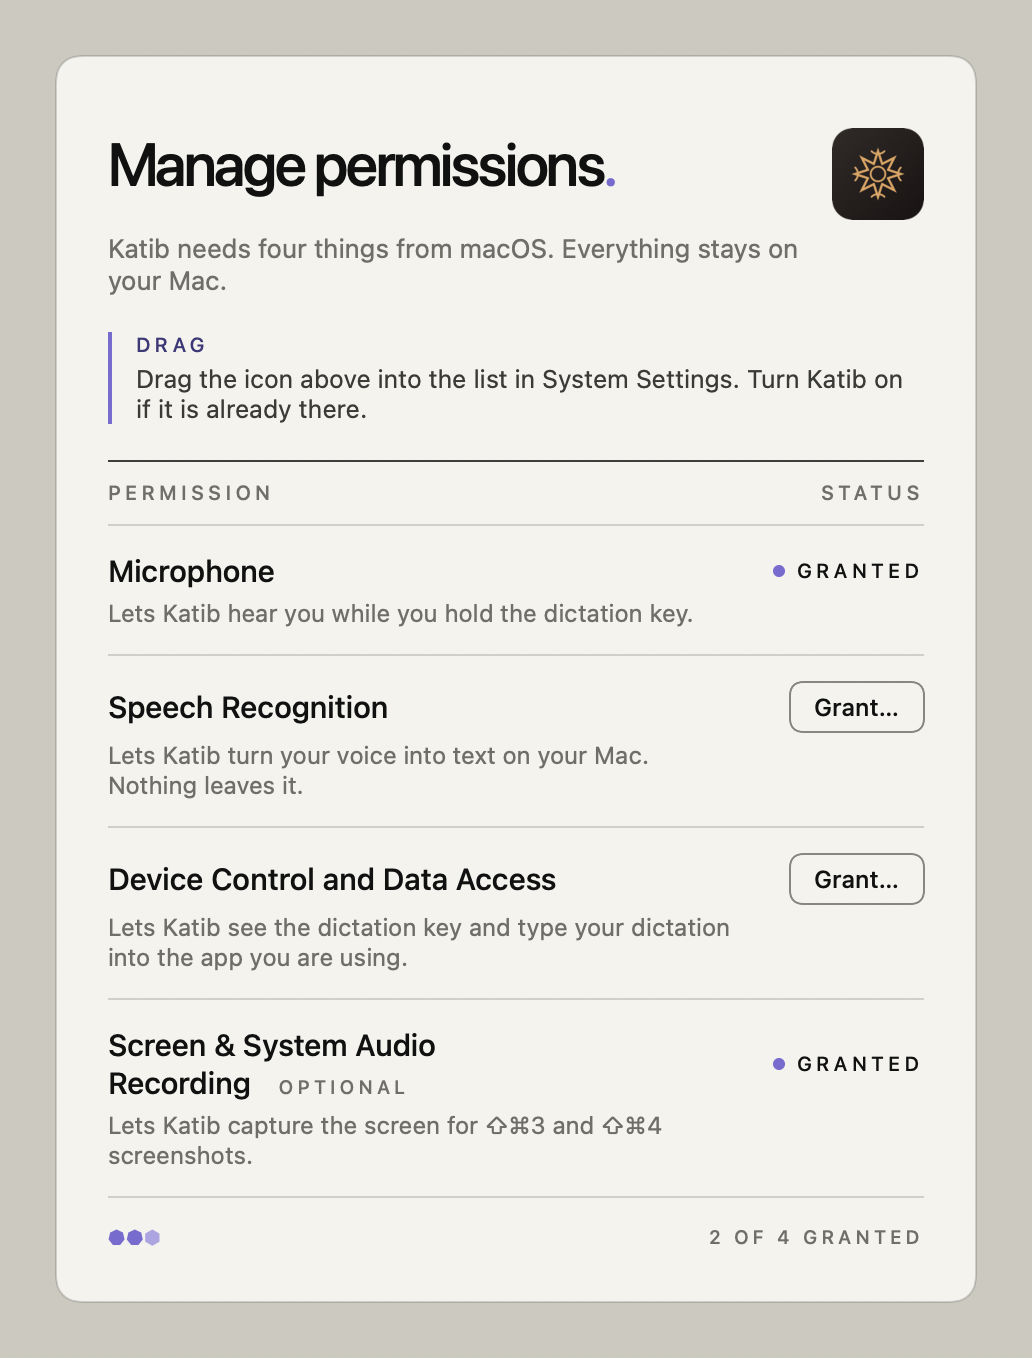 Manage permissions.
Katib needs four things from macOS. Everything stays on
your Mac.
DRAG
Drag the icon above into the list in System Settings. Turn Katib on
if it is already there.
PERMISSION STATUS
Microphone GRANTED
Lets Katib hear you while you hold the dictation key.
Speech Recognition Grant...
Lets Katib turn your voice into text on your Mac.
Nothing leaves it.
Device Control and Data Access Grant...
Lets Katib see the dictation key and type your dictation
into the app you are using.
Screen & System Audio
Recording OPTIONAL GRANTED
Lets Katib capture the screen for ⇧⌘3 and ⇧⌘4
screenshots.
2 OF 4 GRANTED